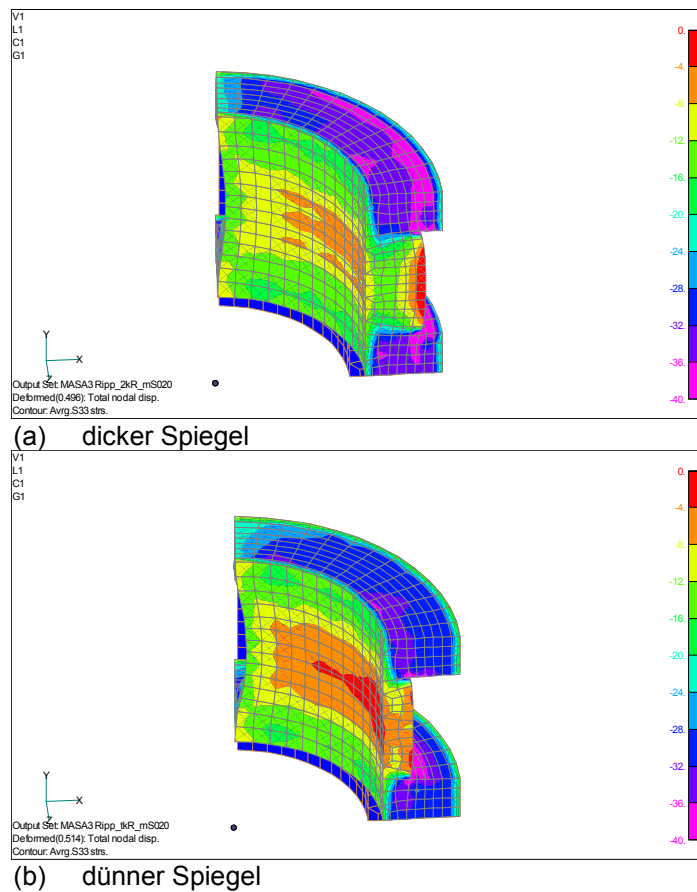 V1
L1
C1
G1
0.
-4.
-8.
-12.
-16.
-20.
-24.
-28.
-32.
-36.
-40.
Y
X
Z
Output Set: MASA3 Ripp_2kR_mS020
Deformed(0.496): Total nodal disp.
Contour: Avrg.S33 strs.
(a) dicker Spiegel
V1
L1
C1
G1
0.
-4.
-8.
-12.
-16.
-20.
-24.
-28.
-32.
-36.
-40.
Y
X
Z
Output Set: MASA3 Ripp_tkR_mS020
Deformed(0.514): Total nodal disp.
Contour: Avrg.S33 strs.
(b) dünner Spiegel